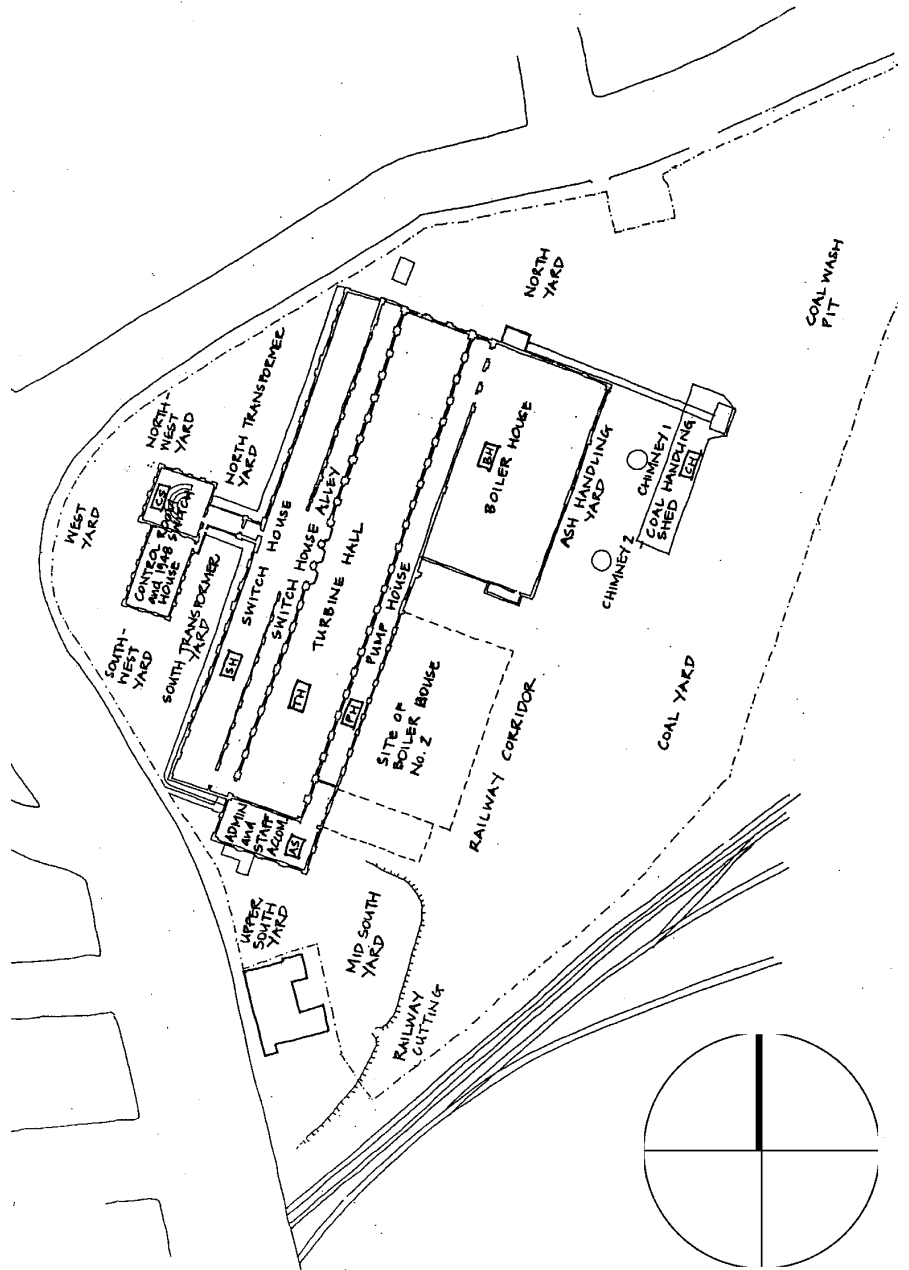 NORTH
YARD
COAL WASH
PIT
NORTH TRANSFORMER
YARD
NORTH-
WEST
YARD
WEST
YARD
CS
CONTROL ROOM
and 1948 SWITCH
HOUSE
SOUTH-
WEST
YARD
SOUTH TRANSFORMER
YARD
SWITCH HOUSE
SH
SWITCH HOUSE ALLEY
TURBINE HALL
TH
PUMP HOUSE
PH
BOILER HOUSE
BH
ASH HANDLING
YARD
CHIMNEY 1
CHIMNEY 2
COAL HANDLING
SHED
CH
SITE OF
BOILER HOUSE
No. 2
RAILWAY CORRIDOR
COAL YARD
ADMIN
and
STAFF
ACCOM.
AS
UPPER
SOUTH
YARD
MID SOUTH
YARD
RAILWAY
CUTTING